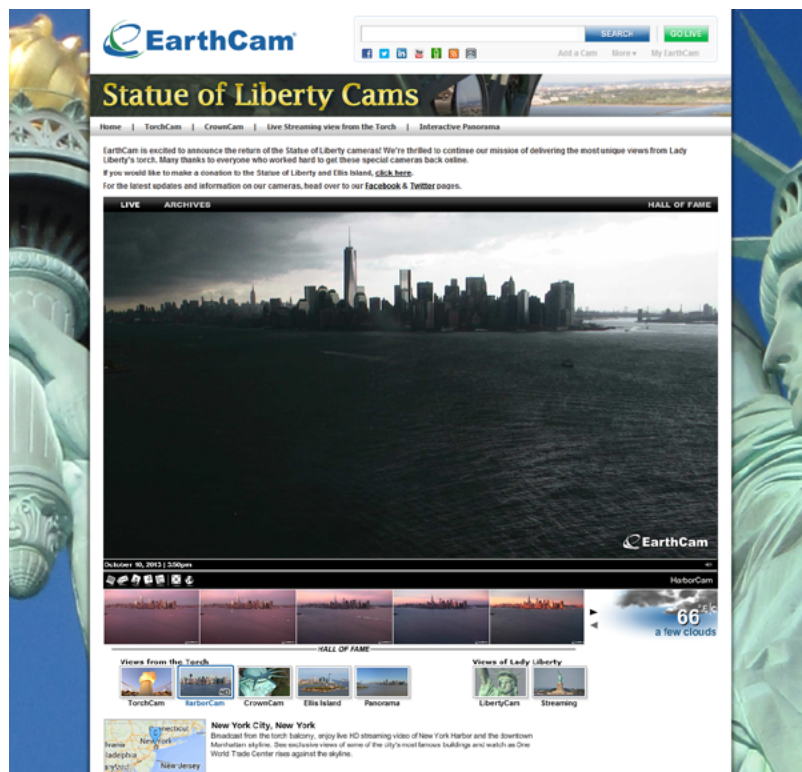 EarthCam
SEARCH
GO LIVE
Add a Cam More My EarthCam
Statue of Liberty Cams
Home | TorchCam | CrownCam | Live Streaming view from the Torch | Interactive Panorama
EarthCam is excited to announce the return of the Statue of Liberty cameras! We're thrilled to continue our mission of delivering the most unique views from Lady
Liberty's torch. Many thanks to everyone who worked hard to get these special cameras back online.
If you would like to make a donation to the Statue of Liberty and Ellis Island, click here.
For the latest updates and information on our cameras, head over to our Facebook & Twitter pages.
LIVE ARCHIVES HALL OF FAME
EarthCam
October 10, 2013 | 3:50pm
HarborCam
66 °F|°C
a few clouds
HALL OF FAME
Views from the Torch
Views of Lady Liberty
TorchCam HarborCam CrownCam Ellis Island Panorama
LibertyCam Streaming
New York City, New York
Broadcast from the torch balcony, enjoy live HD streaming video of New York Harbor and the downtown
Manhattan skyline. See exclusive views of some of the city's most famous buildings and watch as One
World Trade Center rises against the skyline.
Connecticut
New York
ladelphia
New Jersey